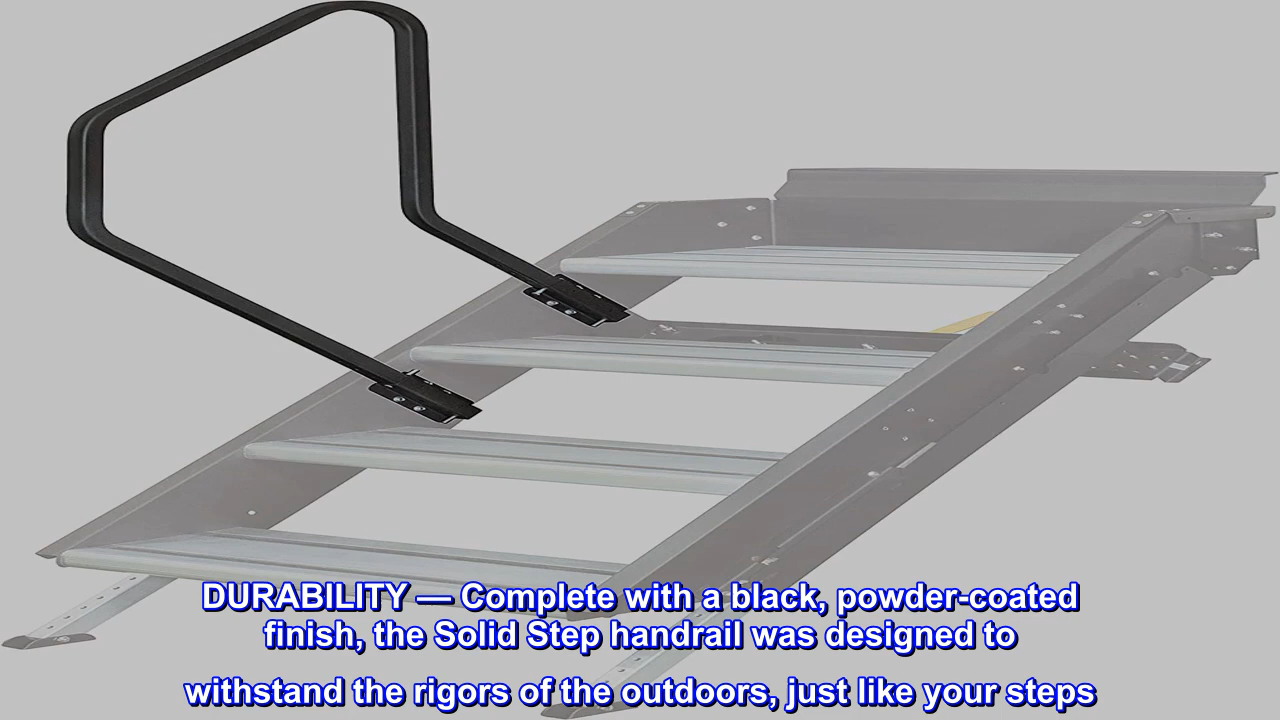 DURABILITY — Complete with a black, powder-coated
finish, the Solid Step handrail was designed to
withstand the rigors of the outdoors, just like your steps